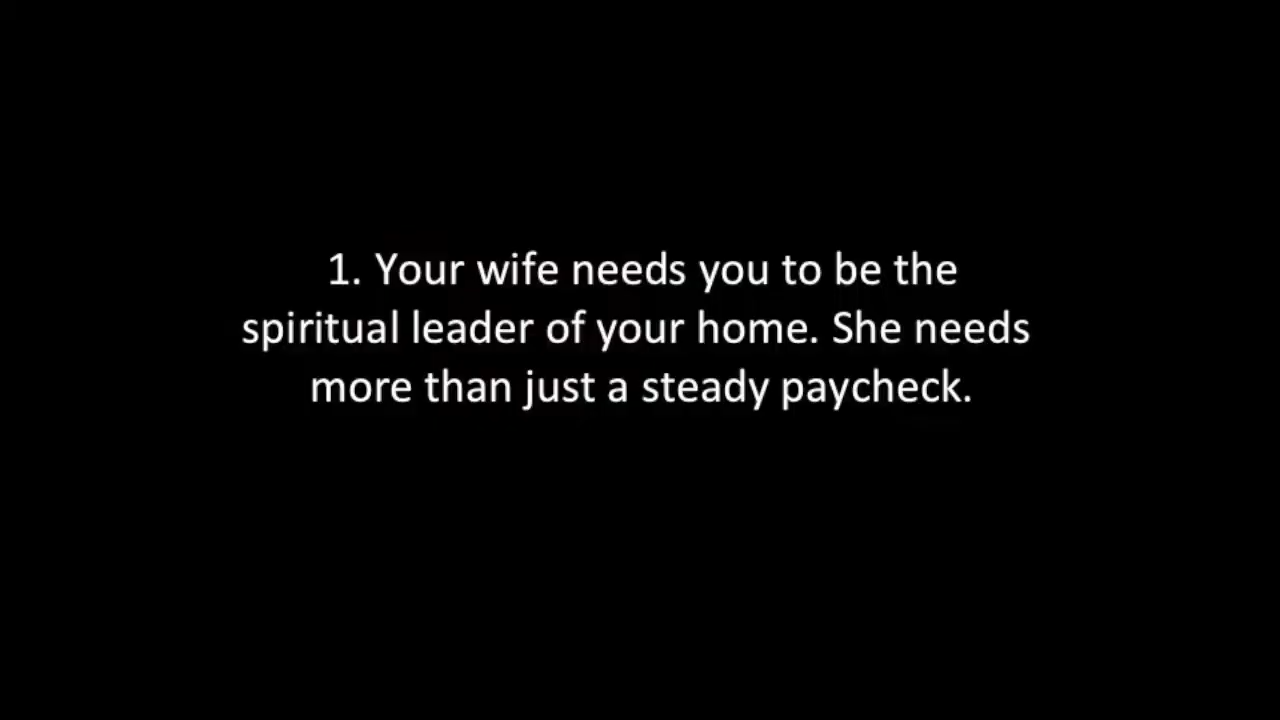 1. Your wife needs you to be the
spiritual leader of your home. She needs
more than just a steady paycheck.